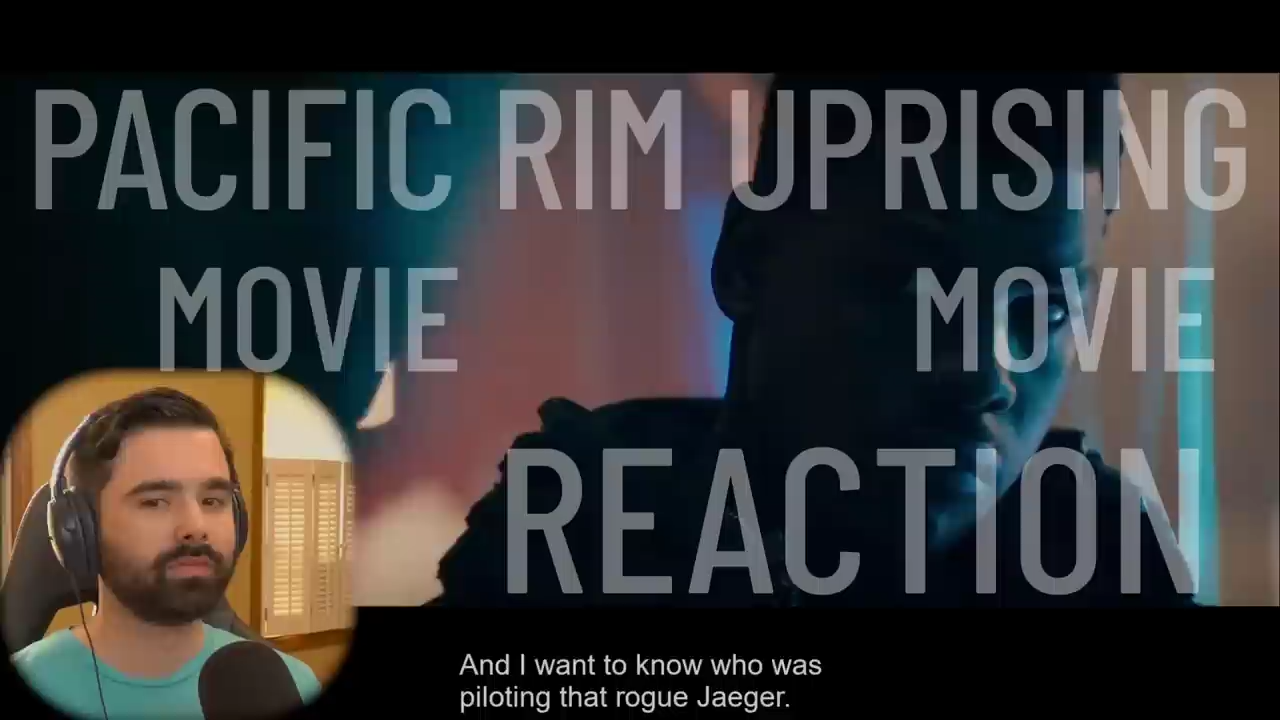 PACIFIC RIM UPRISING
MOVIE MOVIE
REACTION
And I want to know who was
piloting that rogue Jaeger.